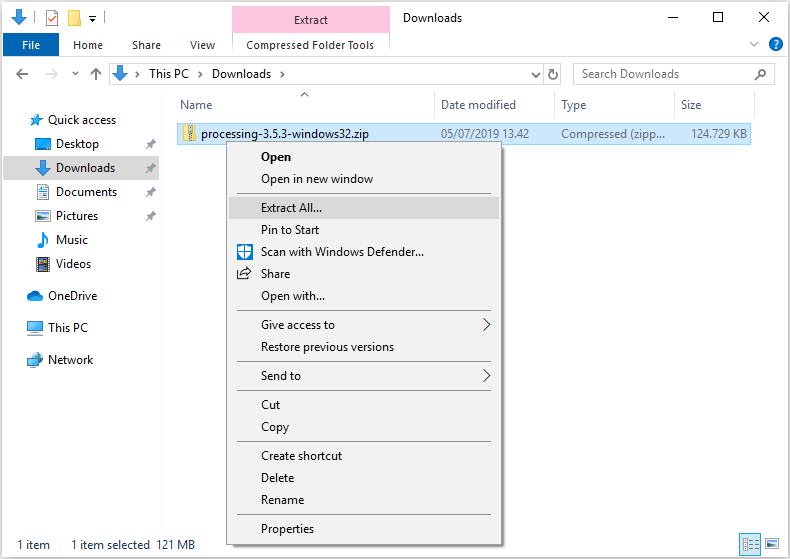 Extract
Downloads
File
Home
Share
View
Compressed Folder Tools
This PC
Downloads
Search Downloads
Name
Date modified
Type
Size
Quick access
processing-3.5.3-windows32.zip
05/07/2019 13.42
Compressed (zipp...
124.729 KB
Desktop
Downloads
Documents
Pictures
Music
Videos
OneDrive
This PC
Network
Open
Open in new window
Extract All...
Pin to Start
Scan with Windows Defender...
Share
Open with...
Give access to
Restore previous versions
Send to
Cut
Copy
Create shortcut
Delete
Rename
Properties
1 item
1 item selected 121 MB